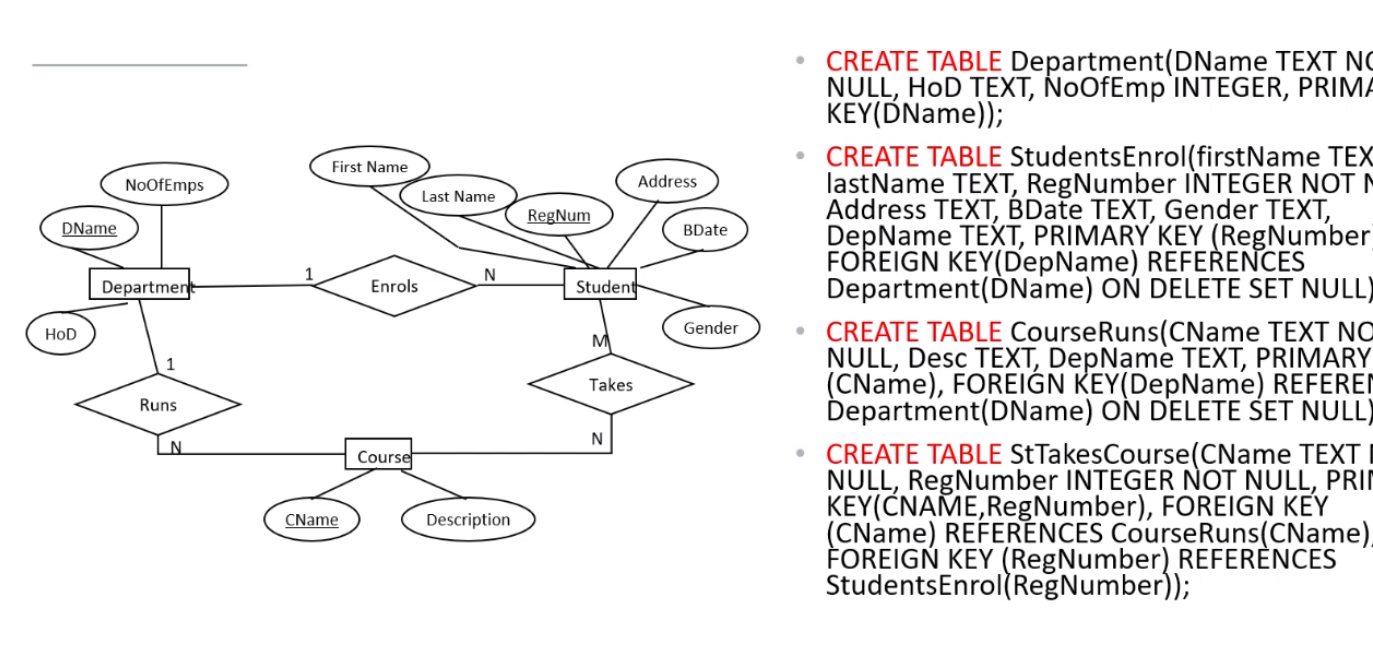 NoOfEmps
DName
Department
HoD
First Name
Last Name
RegNum
Address
BDate
Gender
Student
1
Enrols
N
1
Runs
N
M
Takes
N
Course
CName
Description
• CREATE TABLE Department(DName TEXT
NULL, HoD TEXT, NoOfEmp INTEGER,
KEY(DName));
• CREATE TABLE StudentsEnrol(firstName
lastName TEXT, RegNumber INTEGER NOT
Address TEXT, BDate TEXT, Gender TEXT,
DepName TEXT, PRIMARY KEY (RegNumber)
FOREIGN KEY(DepName) REFERENCES
Department(DName) ON DELETE SET NULL)
• CREATE TABLE CourseRuns(CName TEXT
NULL, Desc TEXT, DepName TEXT, PRIMARY
(CName), FOREIGN KEY(DepName)
Department(DName) ON DELETE SET NULL)
• CREATE TABLE StTakesCourse(CName TEXT
NULL, RegNumber INTEGER NOT NULL,
KEY(CNAME,RegNumber), FOREIGN KEY
(CName) REFERENCES CourseRuns(CName),
FOREIGN KEY (RegNumber) REFERENCES
StudentsEnrol(RegNumber));